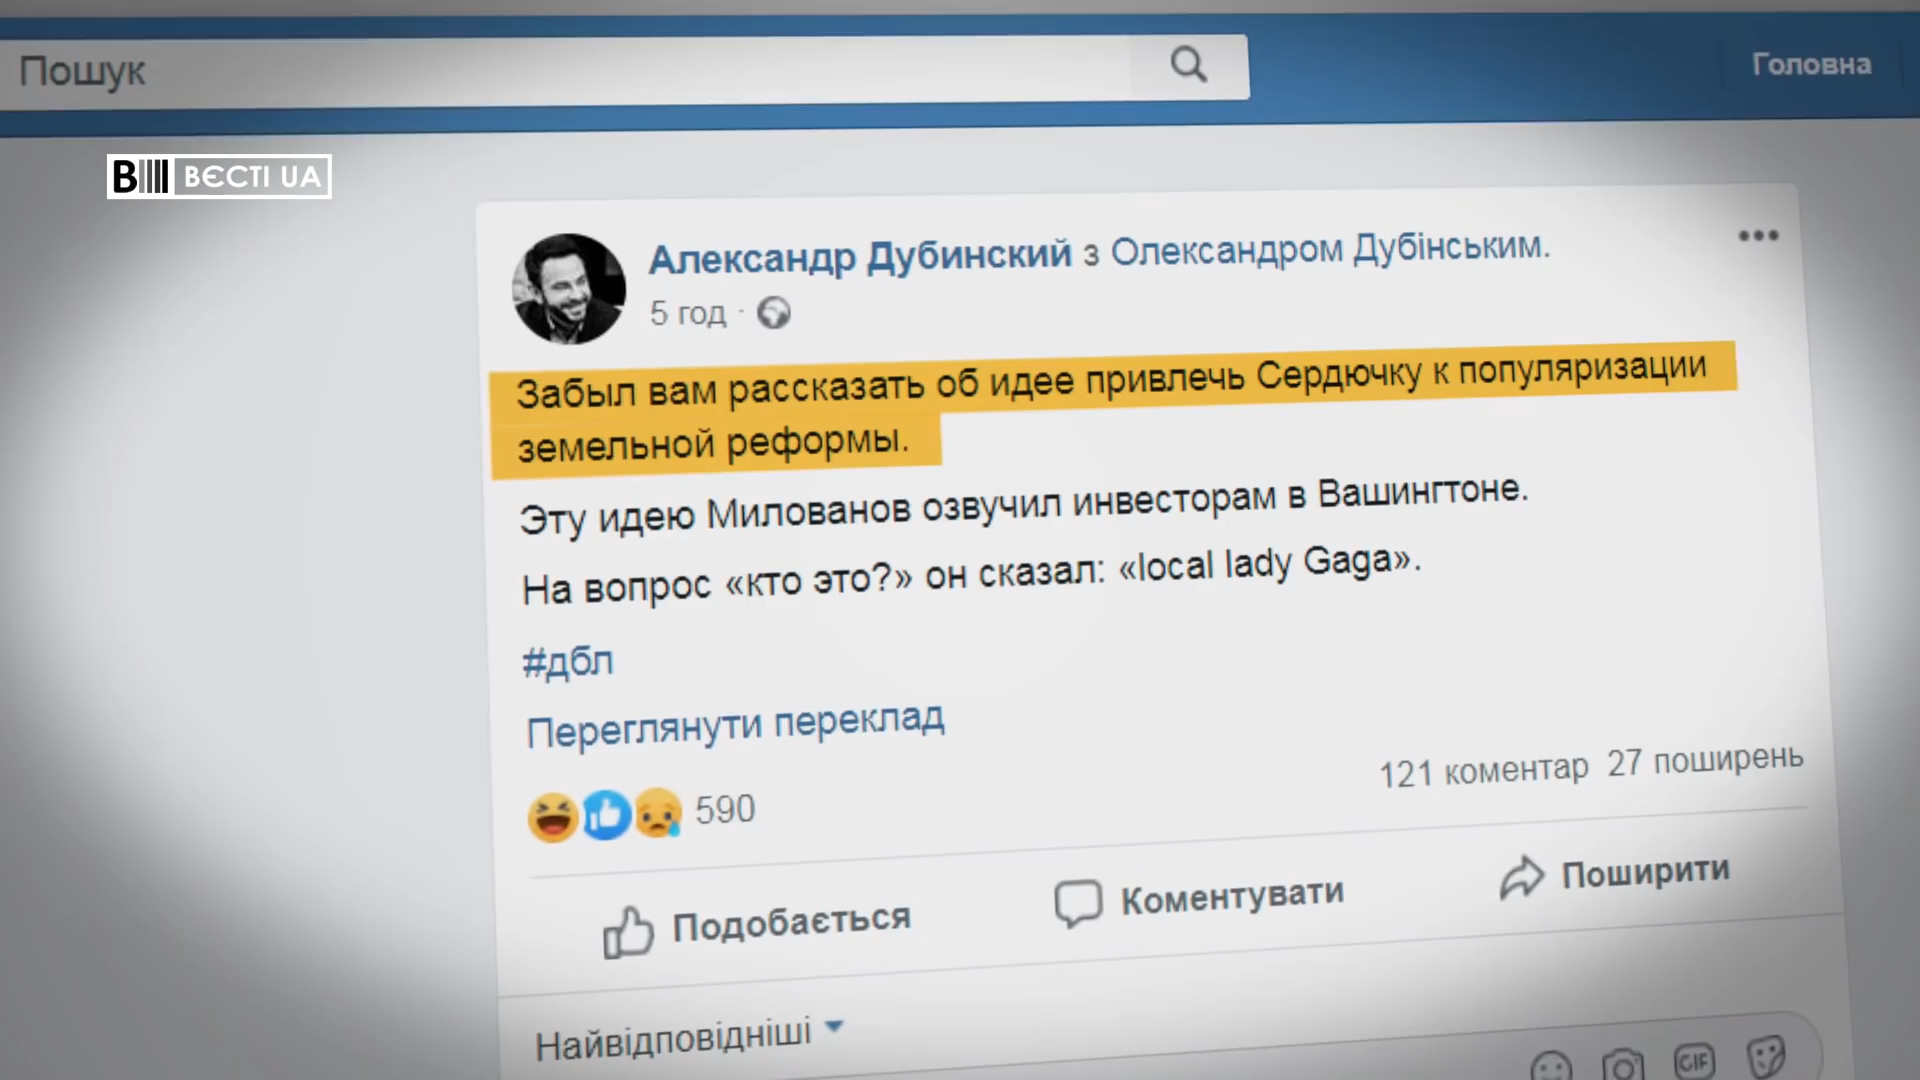 Пошук
Головна
В ВЄСТІ UA
Александр Дубинский з Олександром Дубінським.
5 год ·
Забыл вам рассказать об идее привлечь Сердючку к популяризации
земельной реформы.
Эту идею Милованов озвучил инвесторам в Вашингтоне.
На вопрос «кто это?» он сказал: «local lady Gaga».
#дбл
Переглянути переклад
590
121 коментар 27 поширень
Подобається
Коментувати
Поширити
Найвідповідніші
GIF